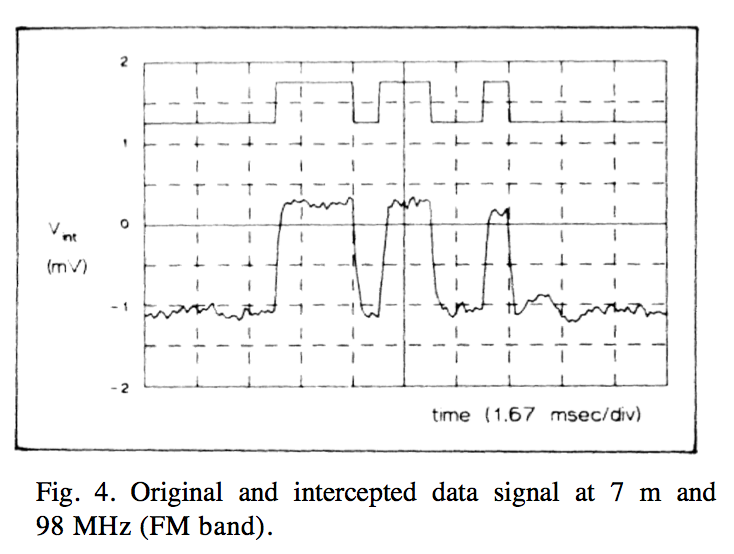 2
1
V int
0
(mV)
-1
-2
time (1.67 msec/div)
Fig. 4. Original and intercepted data signal at 7 m and
98 MHz (FM band).